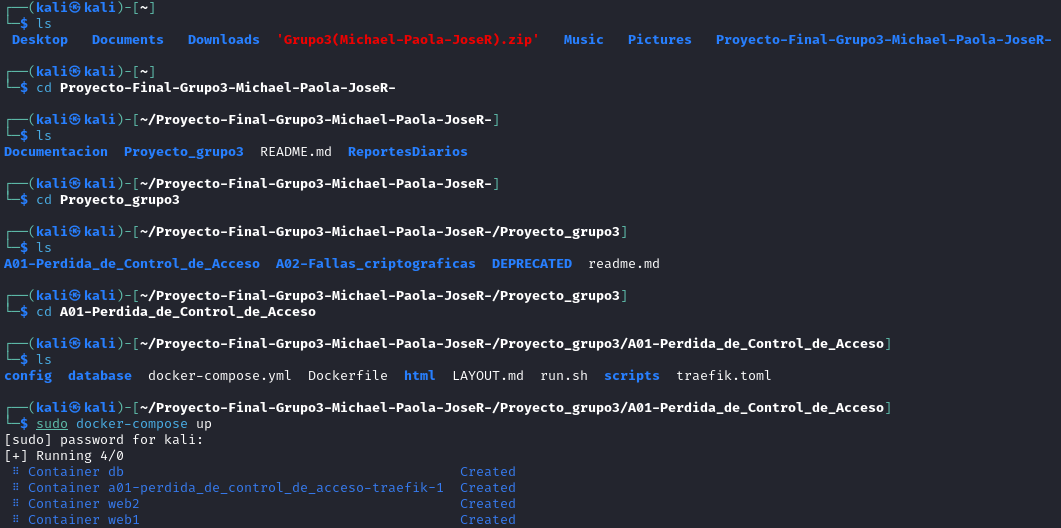 ┌──(kali㉿kali)-[~]
└─$ ls
Desktop Documents Downloads 'Grupo3(Michael-Paola-JoseR).zip' Music Pictures Proyecto-Final-Grupo3-Michael-Paola-JoseR-
┌──(kali㉿kali)-[~]
└─$ cd Proyecto-Final-Grupo3-Michael-Paola-JoseR-
┌──(kali㉿kali)-[~/Proyecto-Final-Grupo3-Michael-Paola-JoseR-]
└─$ ls
Documentacion Proyecto_grupo3 README.md ReportesDiarios
┌──(kali㉿kali)-[~/Proyecto-Final-Grupo3-Michael-Paola-JoseR-]
└─$ cd Proyecto_grupo3
┌──(kali㉿kali)-[~/Proyecto-Final-Grupo3-Michael-Paola-JoseR-/Proyecto_grupo3]
└─$ ls
A01-Perdida_de_Control_de_Acceso A02-Fallas_criptograficas DEPRECATED readme.md
┌──(kali㉿kali)-[~/Proyecto-Final-Grupo3-Michael-Paola-JoseR-/Proyecto_grupo3]
└─$ cd A01-Perdida_de_Control_de_Acceso
┌──(kali㉿kali)-[~/Proyecto-Final-Grupo3-Michael-Paola-JoseR-/Proyecto_grupo3/A01-Perdida_de_Control_de_Acceso]
└─$ ls
config database docker-compose.yml Dockerfile html LAYOUT.md run.sh scripts traefik.toml
┌──(kali㉿kali)-[~/Proyecto-Final-Grupo3-Michael-Paola-JoseR-/Proyecto_grupo3/A01-Perdida_de_Control_de_Acceso]
└─$ sudo docker-compose up
[sudo] password for kali:
[+] Running 4/0
⠿ Container db Created
⠿ Container a01-perdida_de_control_de_acceso-traefik-1 Created
⠿ Container web2 Created
⠿ Container web1 Created